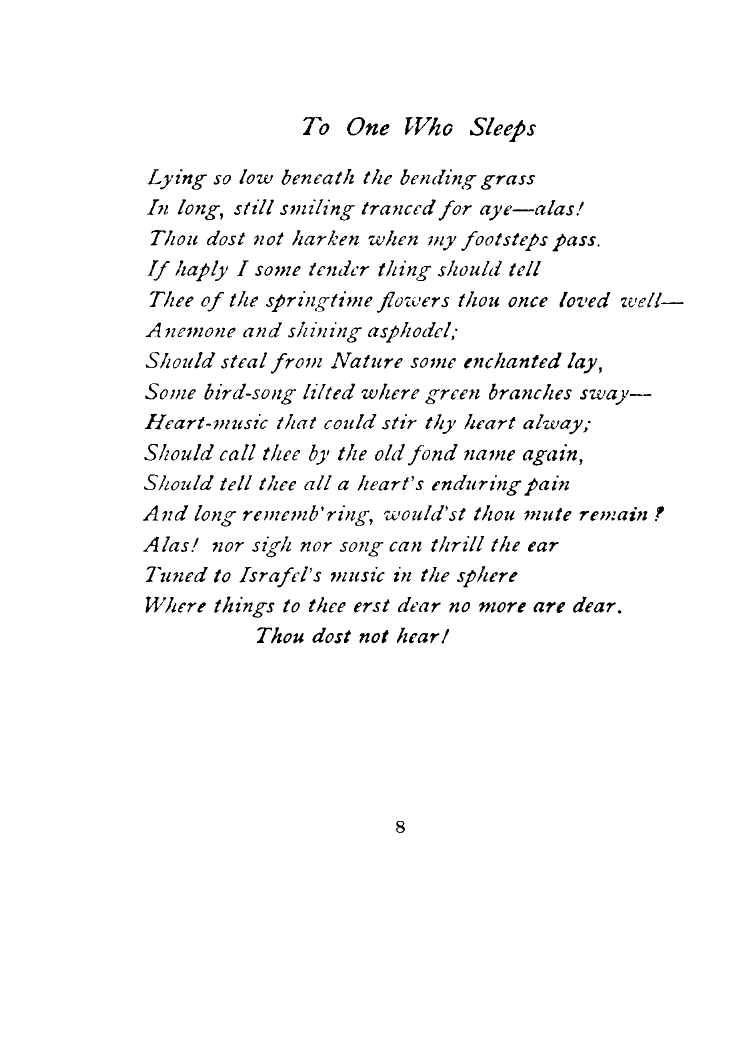 To One Who Sleeps
Lying so low beneath the bending grass
In long, still smiling tranced for aye—alas!
Thou dost not harken when my footsteps pass.
If haply I some tender thing should tell
Thee of the springtime flowers thou once loved well—
Anemone and shining asphodel;
Should steal from Nature some enchanted lay,
Some bird-song lilted where green branches sway—
Heart-music that could stir thy heart alway;
Should call thee by the old fond name again,
Should tell thee all a heart's enduring pain
And long rememb'ring, would'st thou mute remain?
Alas! nor sigh nor song can thrill the ear
Tuned to Israfel's music in the sphere
Where things to thee erst dear no more are dear.
Thou dost not hear!
8